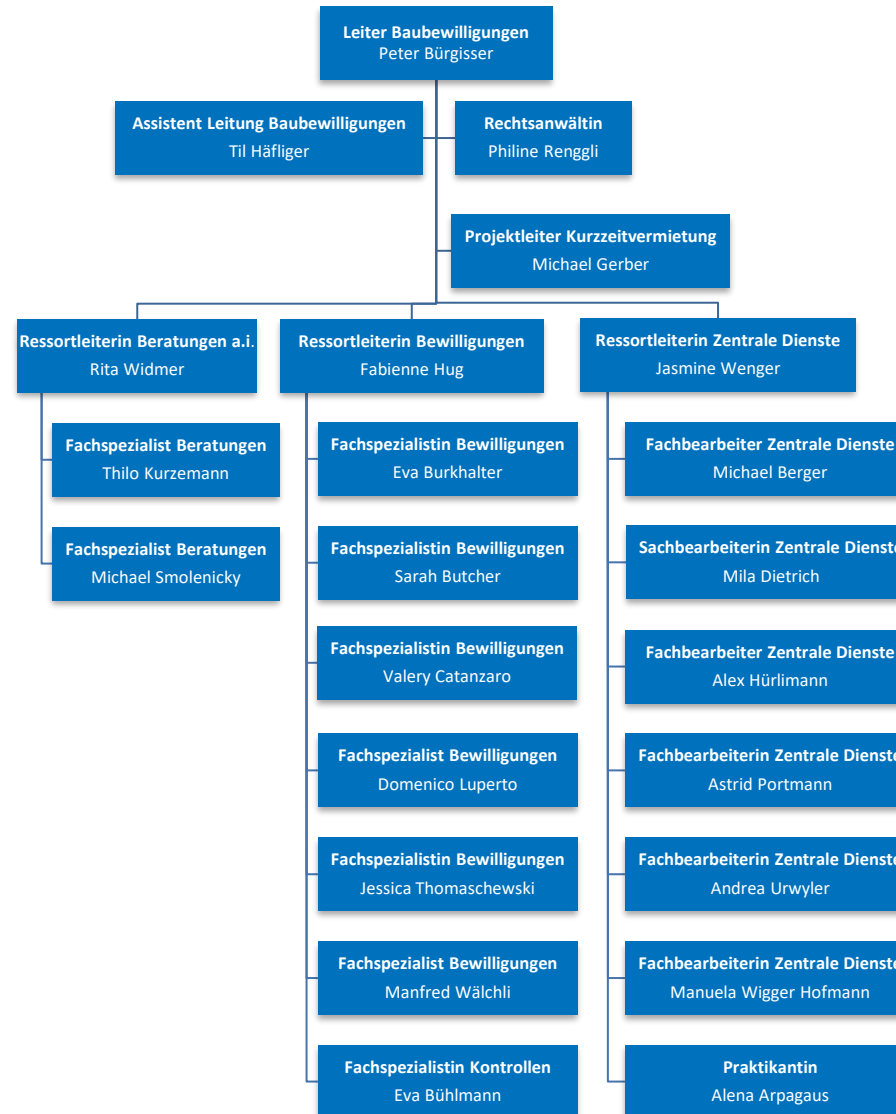 Leiter Baubewilligungen
Peter Bürgisser
Assistent Leitung Baubewilligungen
Til Häfliger
Rechtsanwältin
Philine Renggli
Projektleiter Kurzzeitvermietung
Michael Gerber
Ressortleiterin Beratungen a.i.
Rita Widmer
Fachspezialist Beratungen
Thilo Kurzemann
Fachspezialist Beratungen
Michael Smolenicky
Ressortleiterin Bewilligungen
Fabienne Hug
Fachspezialistin Bewilligungen
Eva Burkhalter
Fachspezialistin Bewilligungen
Sarah Butcher
Fachspezialistin Bewilligungen
Valery Catanzaro
Fachspezialist Bewilligungen
Domenico Luperto
Fachspezialistin Bewilligungen
Jessica Thomaschewski
Fachspezialist Bewilligungen
Manfred Wälchli
Fachspezialistin Kontrollen
Eva Bühlmann
Ressortleiterin Zentrale Dienste
Jasmine Wenger
Fachbearbeiter Zentrale Dienste
Michael Berger
Sachbearbeiterin Zentrale Dienste
Mila Dietrich
Fachbearbeiter Zentrale Dienste
Alex Hürlimann
Fachbearbeiterin Zentrale Dienste
Astrid Portmann
Fachbearbeiterin Zentrale Dienste
Andrea Urwyler
Fachbearbeiterin Zentrale Dienste
Manuela Wigger Hofmann
Praktikantin
Alena Arpagaus